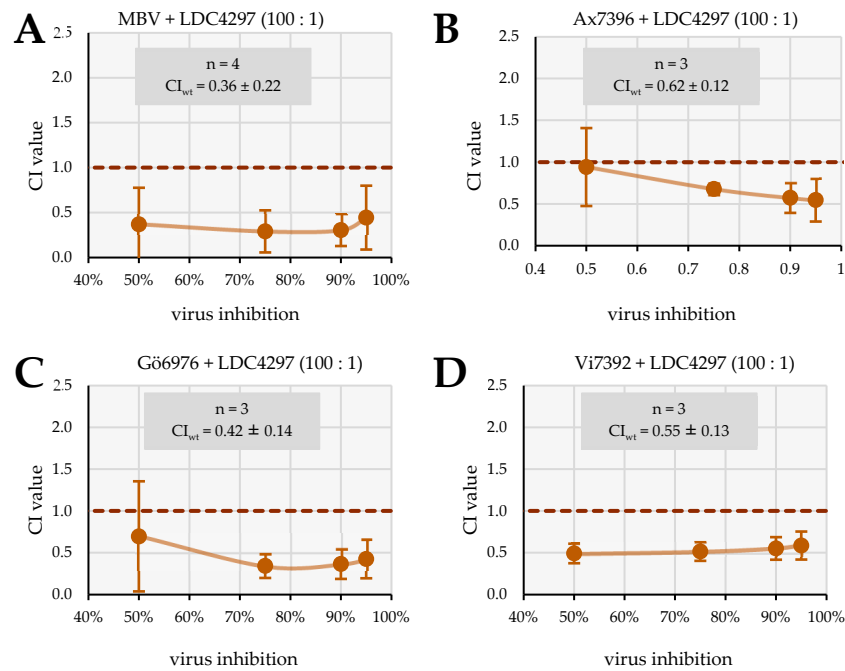 A
MBV + LDC4297 (100 : 1)
n = 4
CIwt = 0.36 ± 0.22
CI value
2.5
2.0
1.5
1.0
0.5
0.0
40% 50% 60% 70% 80% 90% 100%
virus inhibition
B
Ax7396 + LDC4297 (100 : 1)
n = 3
CIwt = 0.62 ± 0.12
CI value
2.5
2.0
1.5
1.0
0.5
0.0
0.4 0.5 0.6 0.7 0.8 0.9 1
virus inhibition
C
Gö6976 + LDC4297 (100 : 1)
n = 3
CIwt = 0.42 ± 0.14
CI value
2.5
2.0
1.5
1.0
0.5
0.0
40% 50% 60% 70% 80% 90% 100%
virus inhibition
D
Vi7392 + LDC4297 (100 : 1)
n = 3
CIwt = 0.55 ± 0.13
CI value
2.5
2.0
1.5
1.0
0.5
0.0
40% 50% 60% 70% 80% 90% 100%
virus inhibition